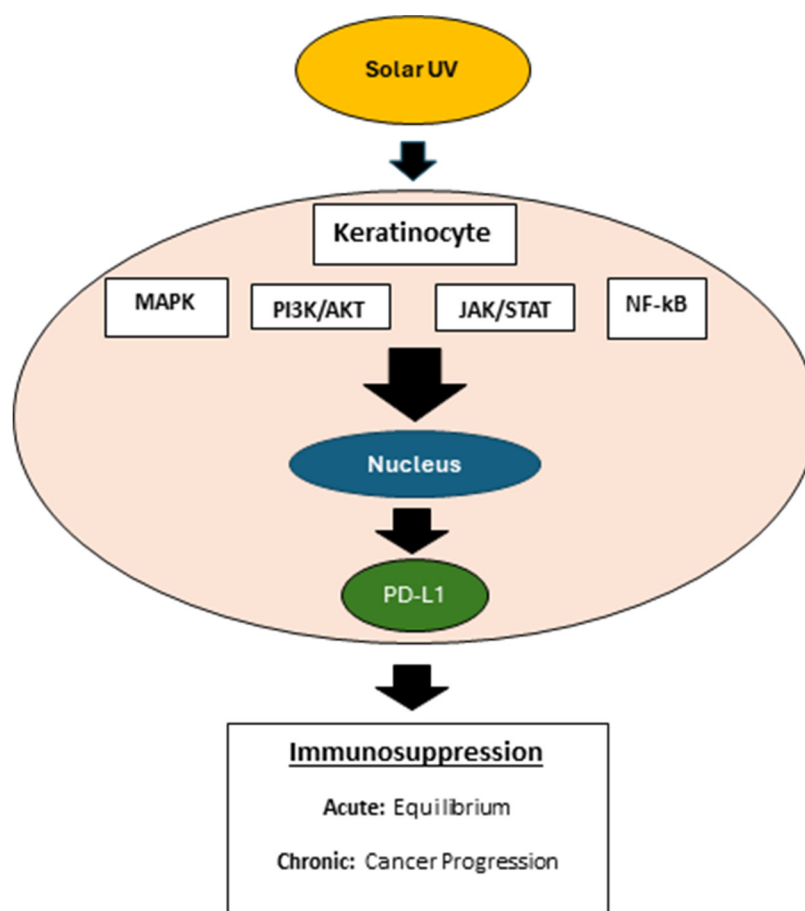 Solar UV
Keratinocyte
MAPK
PI3K/AKT
JAK/STAT
NF-kB
Nucleus
PD-L1
Immunosuppression
Acute: Equilibrium
Chronic: Cancer Progression